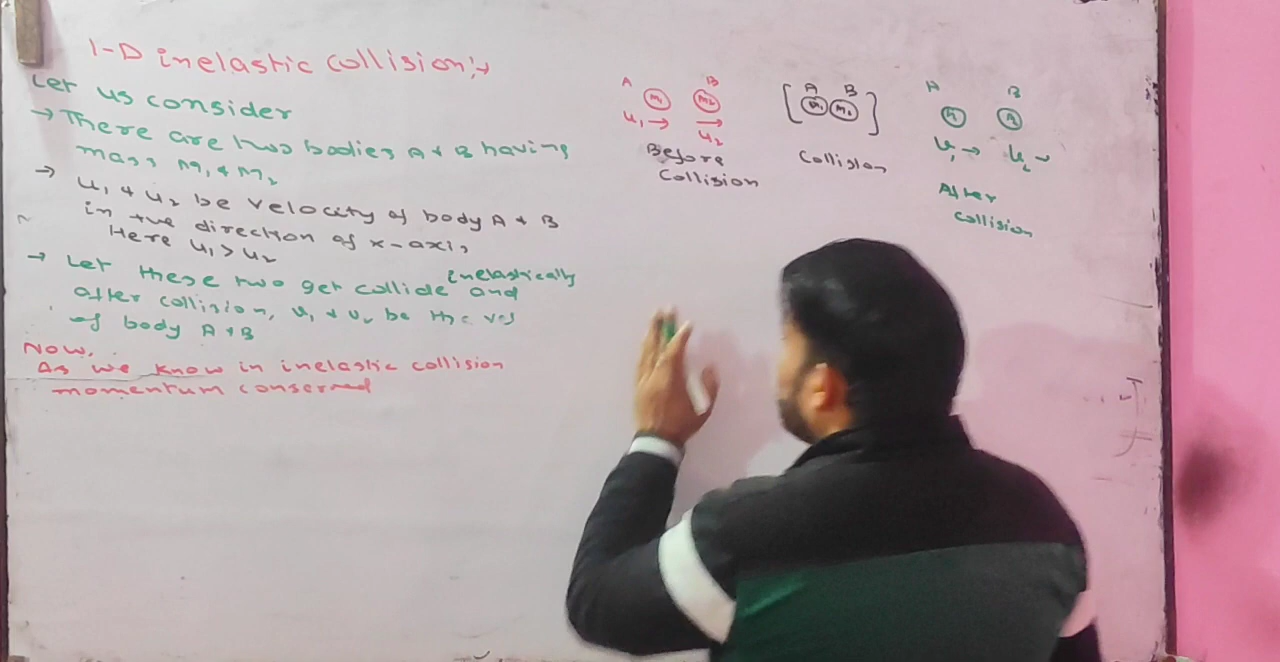 1-D inelastic collision:→
Let us consider
→ There are two bodies A & B having
mass m₁ & m₂
→ u₁ & u₂ be velocity of body A & B
in +ve direction of x-axis
Here u₁ > u₂
→ Let these two get collide inelastically and
after collision, v₁ & v₂ be the vel
of body A & B
Now,
As we know in inelastic collision
momentum conserved
A B
m₁ m₂
u₁→ →
u₂
Before
Collision
[A B]
m₁ m₂
Collision
A B
v₁→ v₂
After
Collision